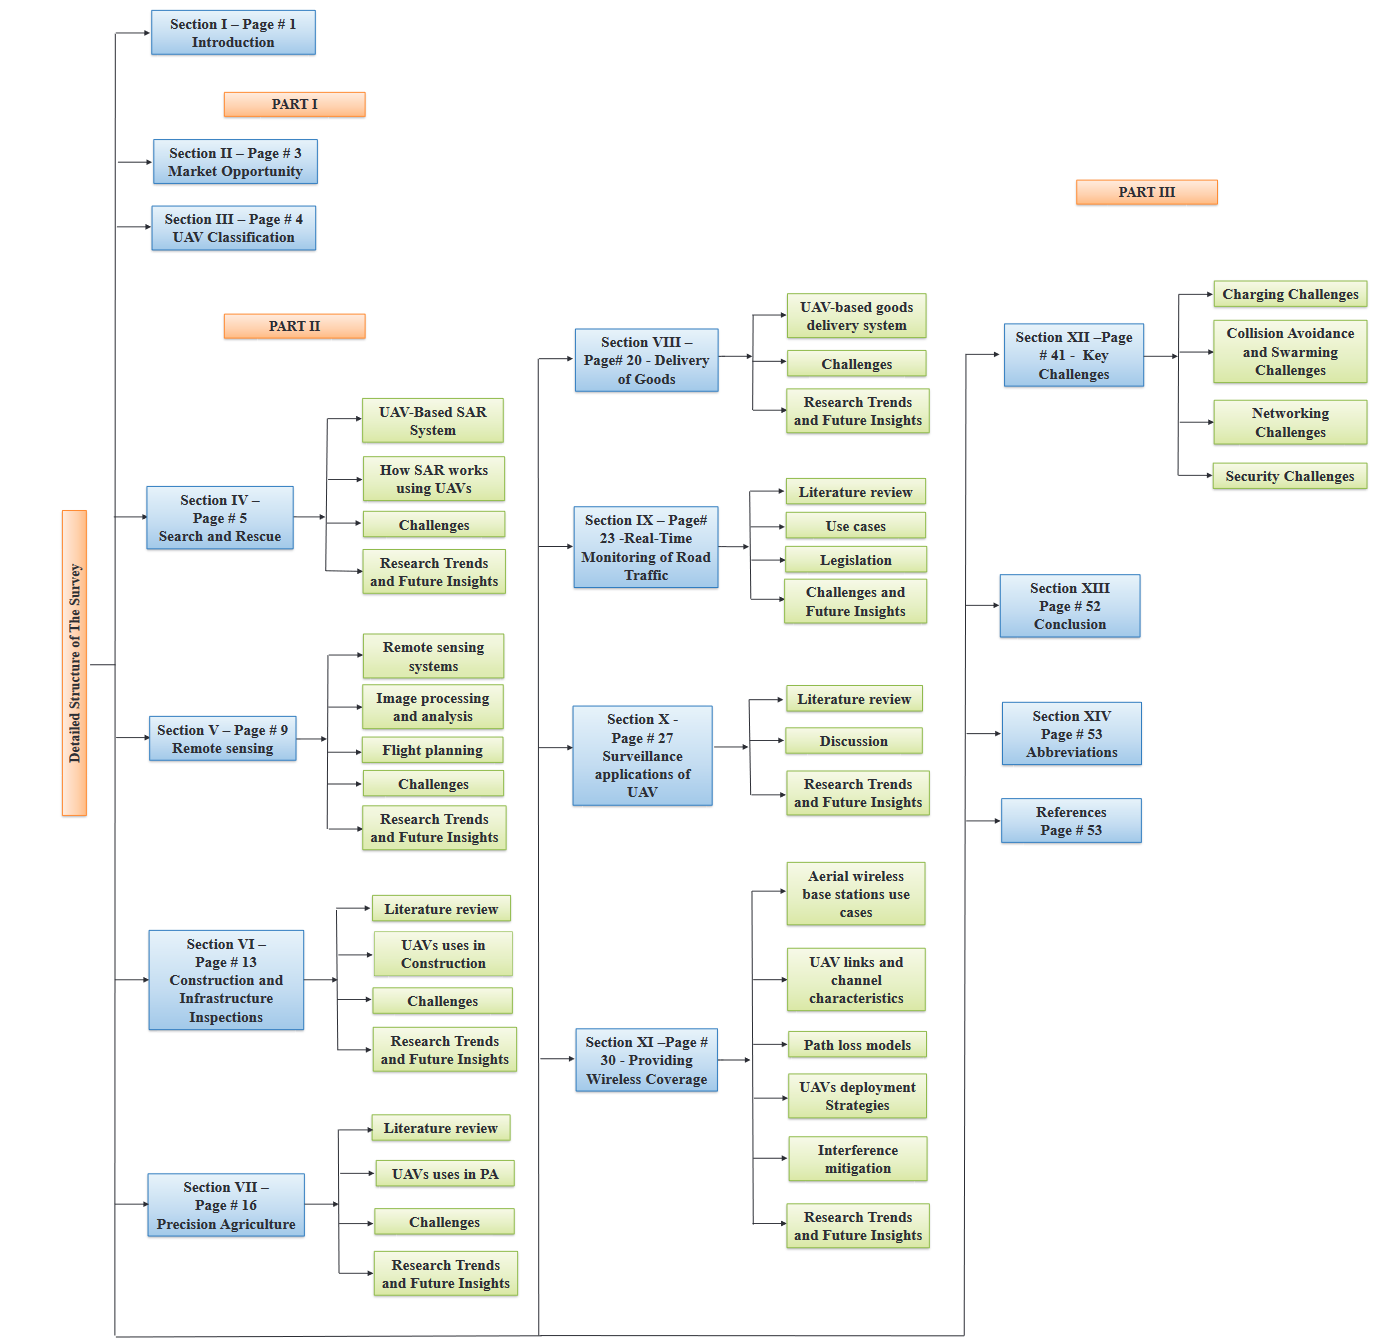 Detailed Structure of The Survey
Section I – Page # 1
Introduction
PART I
Section II – Page # 3
Market Opportunity
Section III – Page # 4
UAV Classification
PART II
Section IV –
Page # 5
Search and Rescue
UAV-Based SAR
System
How SAR works
using UAVs
Challenges
Research Trends
and Future Insights
Section V – Page # 9
Remote sensing
Remote sensing
systems
Image processing
and analysis
Flight planning
Challenges
Research Trends
and Future Insights
Section VI –
Page # 13
Construction and
Infrastructure
Inspections
Literature review
UAVs uses in
Construction
Challenges
Research Trends
and Future Insights
Section VII –
Page # 16
Precision Agriculture
Literature review
UAVs uses in PA
Challenges
Research Trends
and Future Insights
Section VIII –
Page# 20 - Delivery
of Goods
UAV-based goods
delivery system
Challenges
Research Trends
and Future Insights
Section IX – Page#
23 -Real-Time
Monitoring of Road
Traffic
Literature review
Use cases
Legislation
Challenges and
Future Insights
Section X -
Page # 27
Surveillance
applications of
UAV
Literature review
Discussion
Research Trends
and Future Insights
Section XI –Page #
30 - Providing
Wireless Coverage
Aerial wireless
base stations use
cases
UAV links and
channel
characteristics
Path loss models
UAVs deployment
Strategies
Interference
mitigation
Research Trends
and Future Insights
PART III
Section XII –Page
# 41 - Key
Challenges
Charging Challenges
Collision Avoidance
and Swarming
Challenges
Networking
Challenges
Security Challenges
Section XIII
Page # 52
Conclusion
Section XIV
Page # 53
Abbreviations
References
Page # 53